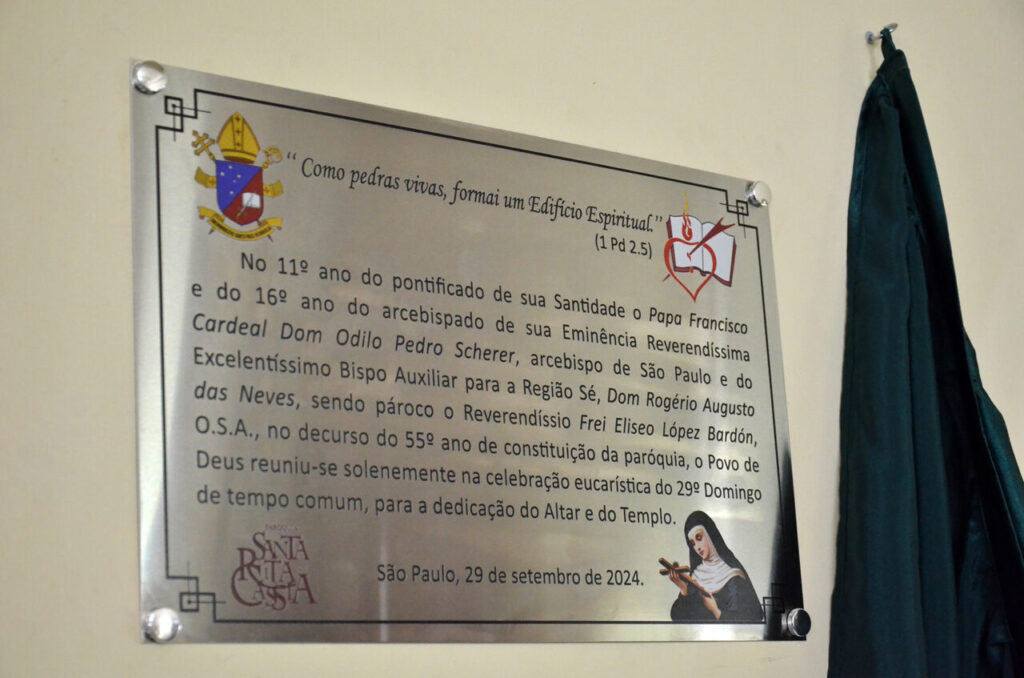 “Como pedras vivas, formai um Edifício Espiritual.”
(1 Pd 2.5)
No 11º ano do pontificado de sua Santidade o Papa Francisco
e do 16º ano do arcebispado de sua Eminência Reverendíssima
Cardeal Dom Odilo Pedro Scherer, arcebispo de São Paulo e do
Excelentíssimo Bispo Auxiliar para a Região Sé, Dom Rogério Augusto
das Neves, sendo pároco o Reverendíssio Frei Eliseo López Bardón,
O.S.A., no decurso do 55º ano de constituição da paróquia, o Povo de
Deus reuniu-se solenemente na celebração eucarística do 29º Domingo
de tempo comum, para a dedicação do Altar e do Templo.
PARÓQUIA
SANTA
RITA
CÁSSIA
São Paulo, 29 de setembro de 2024.